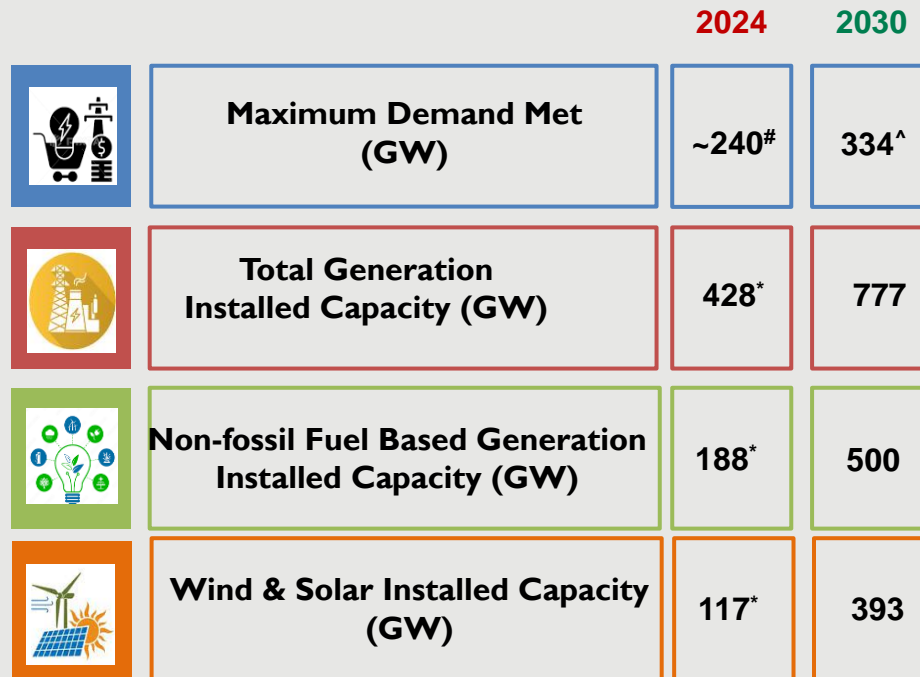 2024 2030
Maximum Demand Met
(GW)
~240# 334^
Total Generation
Installed Capacity (GW)
428* 777
Non-fossil Fuel Based Generation
Installed Capacity (GW)
188* 500
Wind & Solar Installed Capacity
(GW)
117* 393